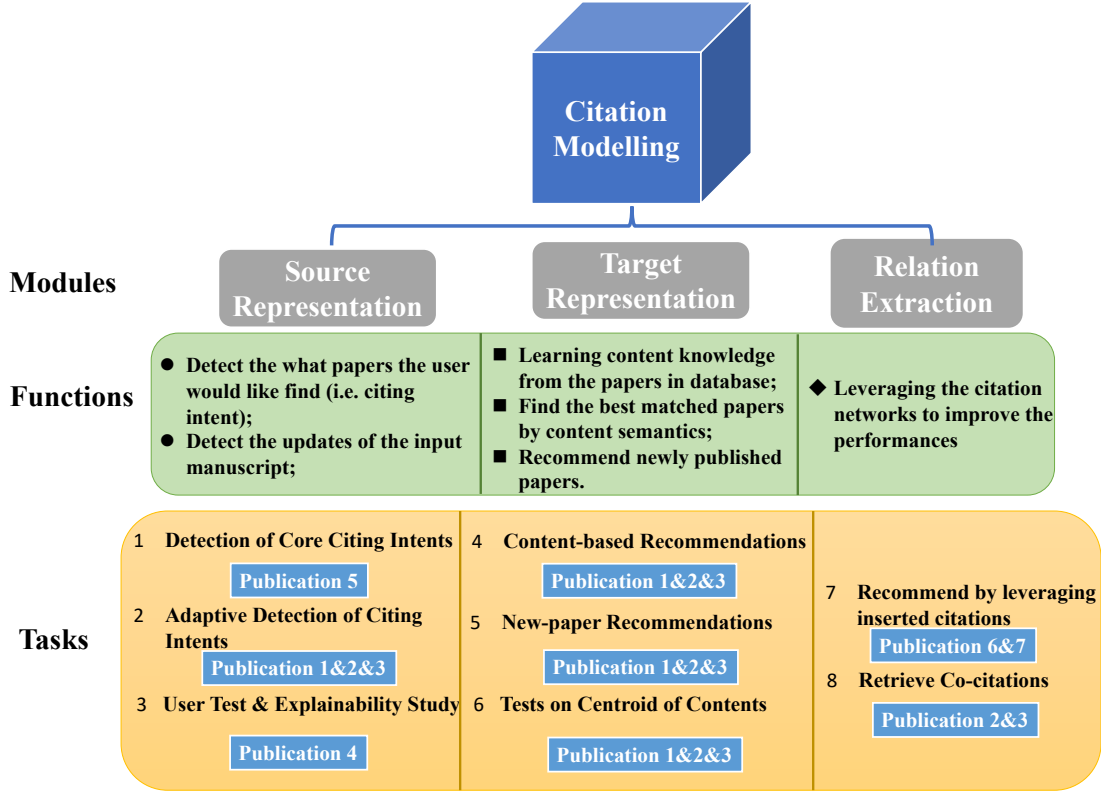 Citation
Modelling
Modules
Source
Representation
Target
Representation
Relation
Extraction
Functions
● Detect the what papers the user
would like find (i.e. citing
intent);
● Detect the updates of the input
manuscript;
■ Learning content knowledge
from the papers in database;
■ Find the best matched papers
by content semantics;
■ Recommend newly published
papers.
◆ Leveraging the citation
networks to improve the
performances
Tasks
1 Detection of Core Citing Intents
Publication 5
2 Adaptive Detection of Citing
Intents
Publication 1&2&3
3 User Test & Explainability Study
Publication 4
4 Content-based Recommendations
Publication 1&2&3
5 New-paper Recommendations
Publication 1&2&3
6 Tests on Centroid of Contents
Publication 1&2&3
7 Recommend by leveraging
inserted citations
Publication 6&7
8 Retrieve Co-citations
Publication 2&3